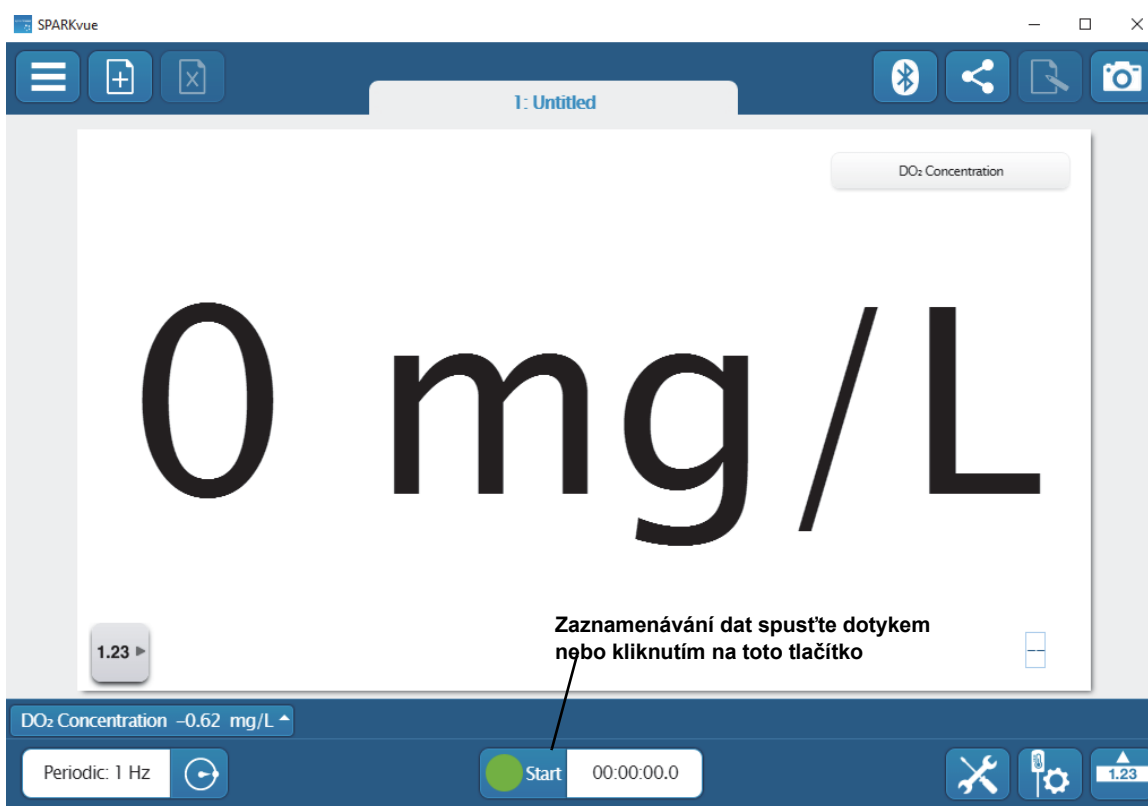 SPARKvue
1: Untitled
DO₂ Concentration
0 mg/L
Zaznamenávání dat spusťte dotykem
nebo kliknutím na toto tlačítko
1.23
--
DO₂ Concentration −0.62 mg/L
Periodic: 1 Hz
Start
00:00:00.0
1.23